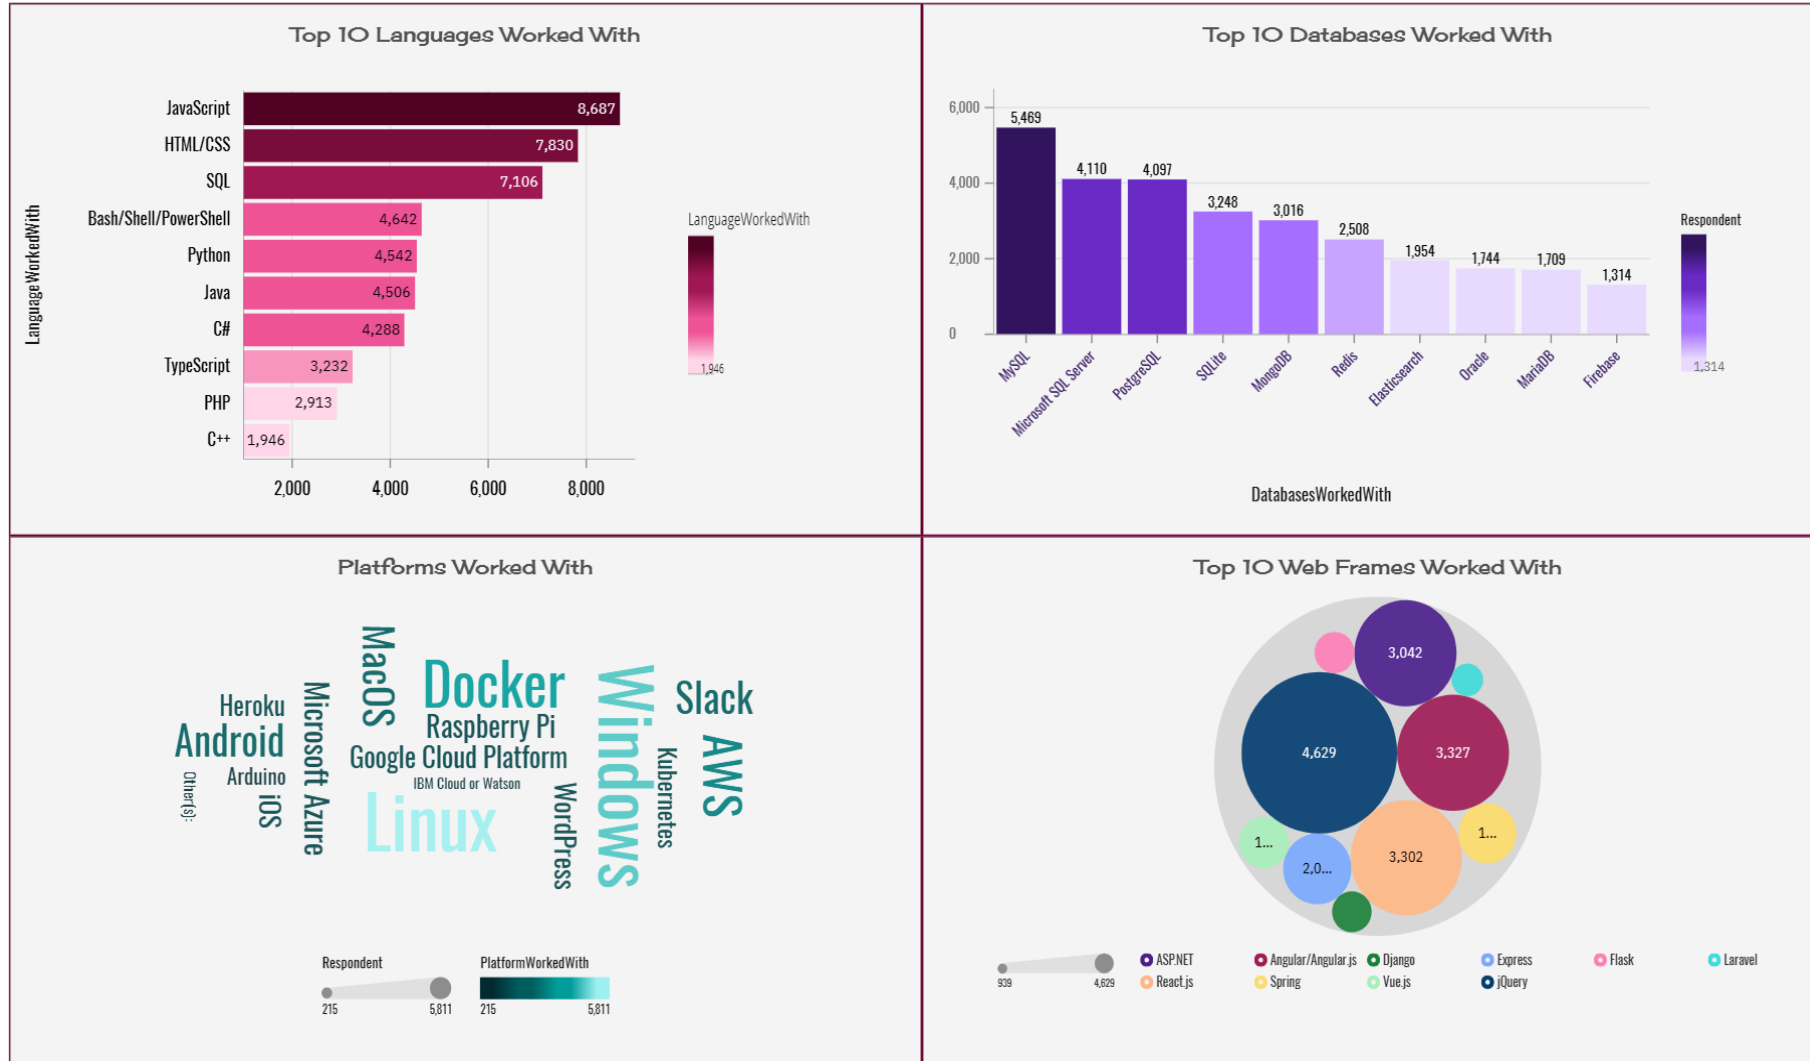 Top 10 Languages Worked With
LanguageWorkedWith
JavaScript 8,687
HTML/CSS 7,830
SQL 7,106
Bash/Shell/PowerShell 4,642
Python 4,542
Java 4,506
C# 4,288
TypeScript 3,232
PHP 2,913
C++ 1,946
2,000 4,000 6,000 8,000
LanguageWorkedWith
1,946
Top 10 Databases Worked With
6,000
4,000
2,000
0
5,469 4,110 4,097 3,248 3,016 2,508 1,954 1,744 1,709 1,314
MySQL Microsoft SQL Server PostgreSQL SQLite MongoDB Redis Elasticsearch Oracle MariaDB Firebase
DatabasesWorkedWith
Respondent
1,314
Platforms Worked With
MacOS
Docker
Windows
Slack
Heroku
Microsoft Azure
Raspberry Pi
Android
Google Cloud Platform
Kubernetes
AWS
Other(s):
Arduino
IBM Cloud or Watson
iOS
Linux
WordPress
Respondent
215 5,811
PlatformWorkedWith
215 5,811
Top 10 Web Frames Worked With
3,042
4,629
3,327
1...
1...
2,0...
3,302
939 4,629
ASP.NET Angular/Angular.js Django Express Flask Laravel
React.js Spring Vue.js jQuery